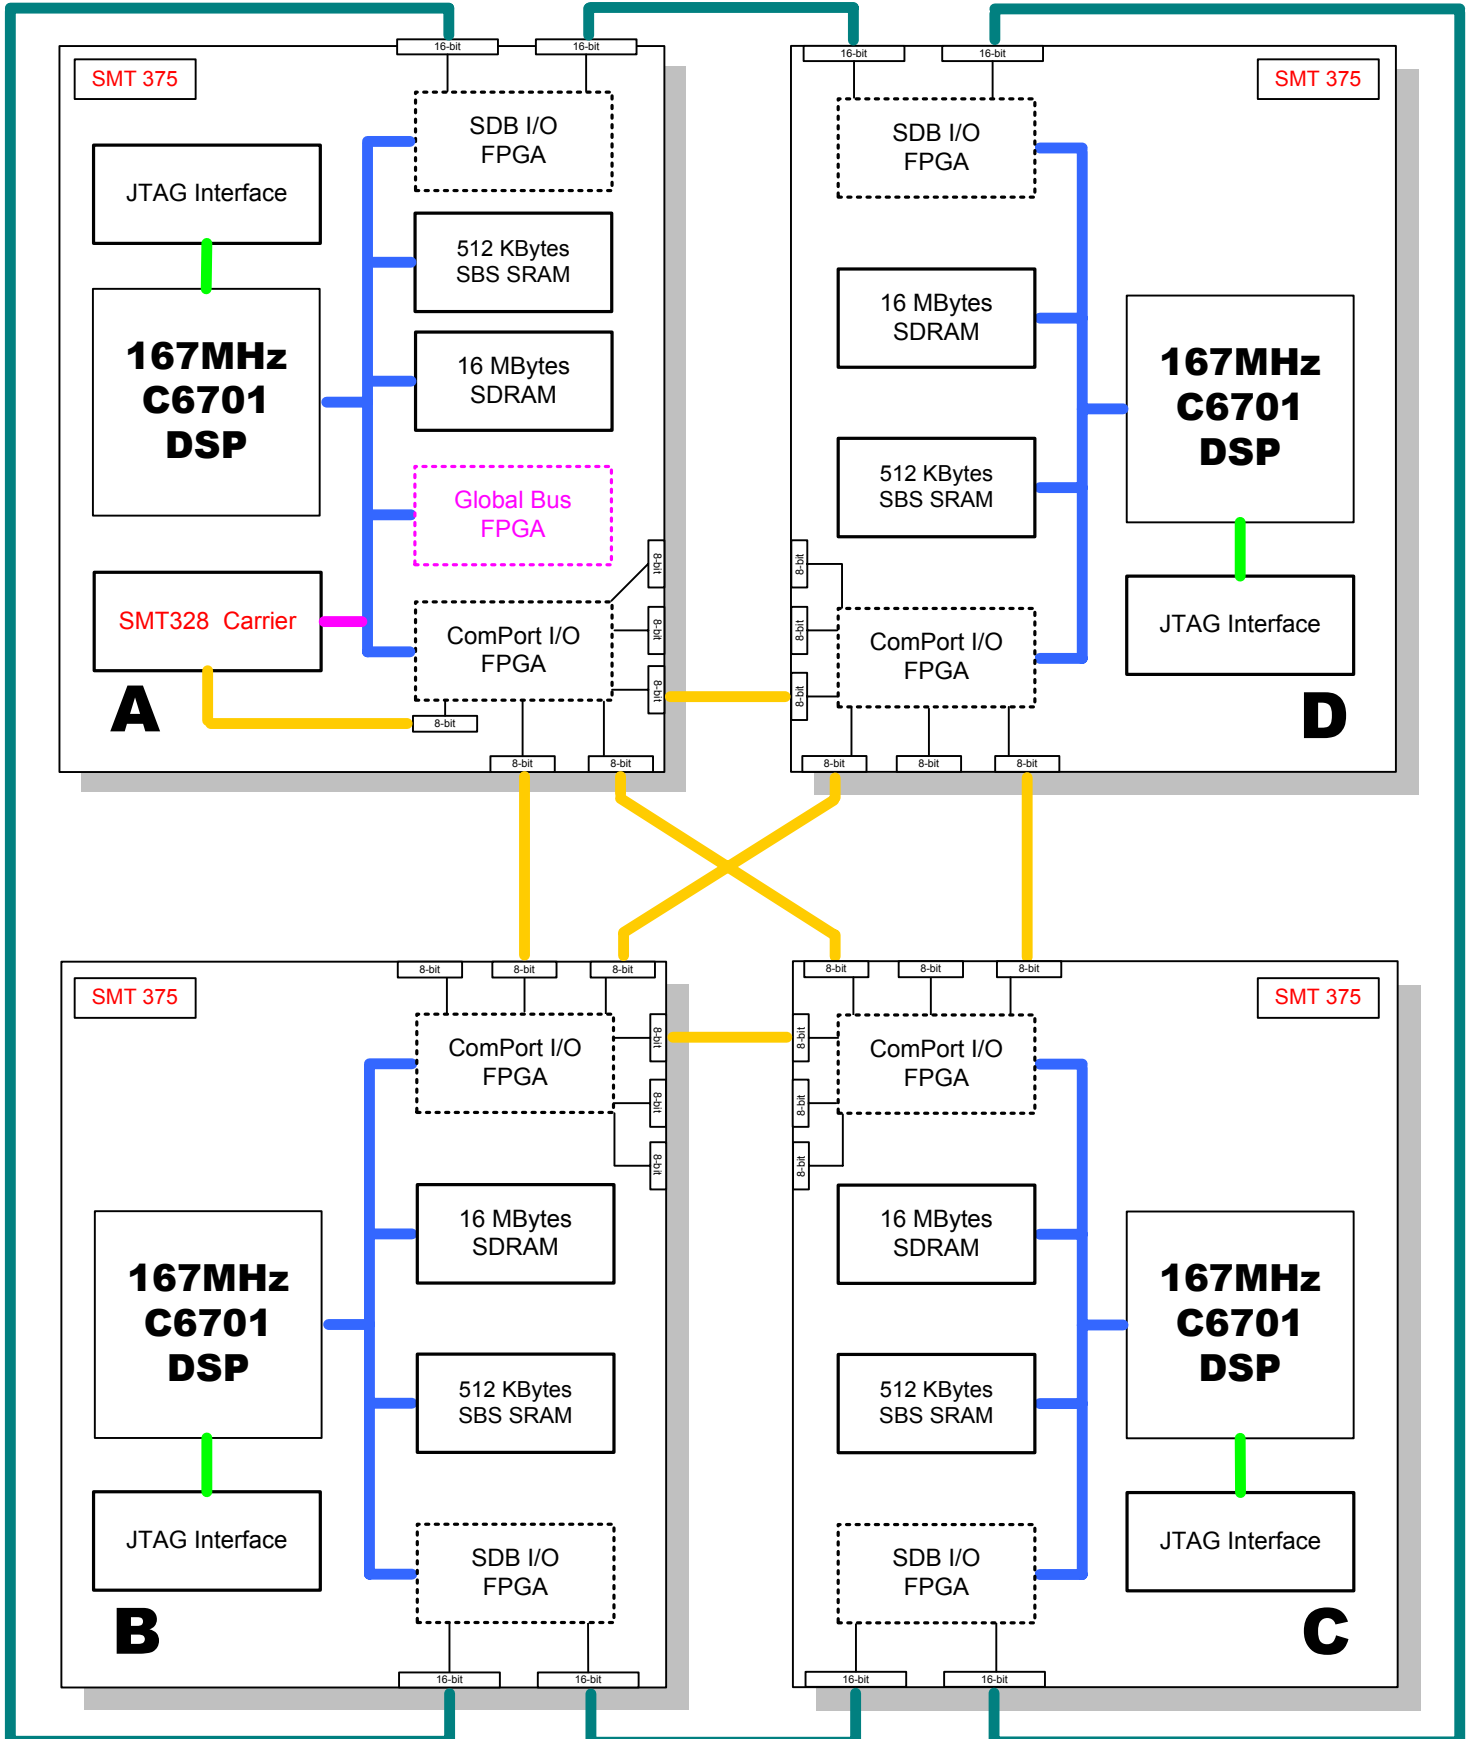 16-bit
16-bit
SMT 375
SDB I/O
FPGA
JTAG Interface
512 KBytes
SBS SRAM
167MHz
C6701
DSP
16 MBytes
SDRAM
Global Bus
FPGA
8-bit
SMT328 Carrier
ComPort I/O
FPGA
8-bit
8-bit
A
8-bit
8-bit
8-bit
16-bit
16-bit
SMT 375
SDB I/O
FPGA
16 MBytes
SDRAM
167MHz
C6701
DSP
512 KBytes
SBS SRAM
8-bit
8-bit
ComPort I/O
FPGA
JTAG Interface
8-bit
D
8-bit
8-bit
8-bit
8-bit
8-bit
8-bit
SMT 375
ComPort I/O
FPGA
8-bit
8-bit
8-bit
16 MBytes
SDRAM
167MHz
C6701
DSP
512 KBytes
SBS SRAM
JTAG Interface
SDB I/O
FPGA
B
16-bit
16-bit
8-bit
8-bit
8-bit
SMT 375
8-bit
ComPort I/O
FPGA
8-bit
8-bit
16 MBytes
SDRAM
167MHz
C6701
DSP
512 KBytes
SBS SRAM
JTAG Interface
SDB I/O
FPGA
C
16-bit
16-bit